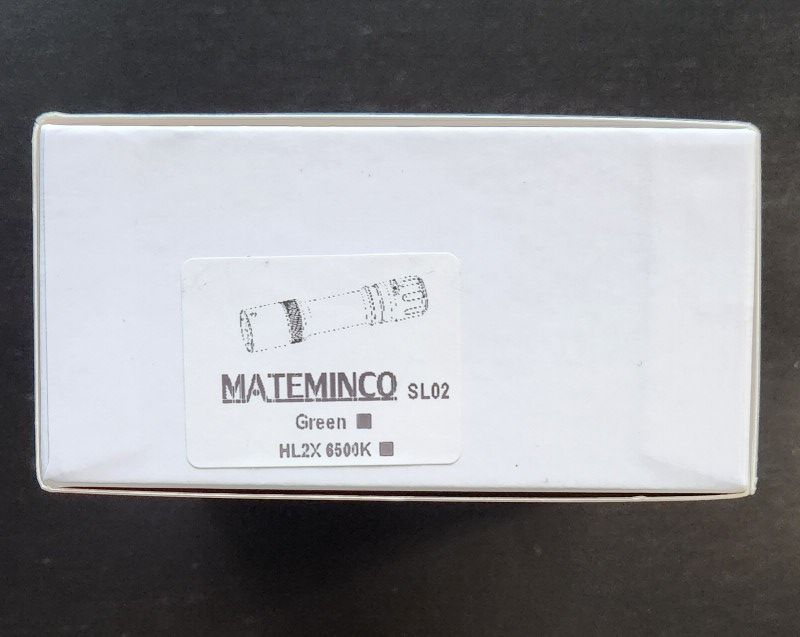 MATEMINCO SL02
Green ■
HL2X 6500K ■